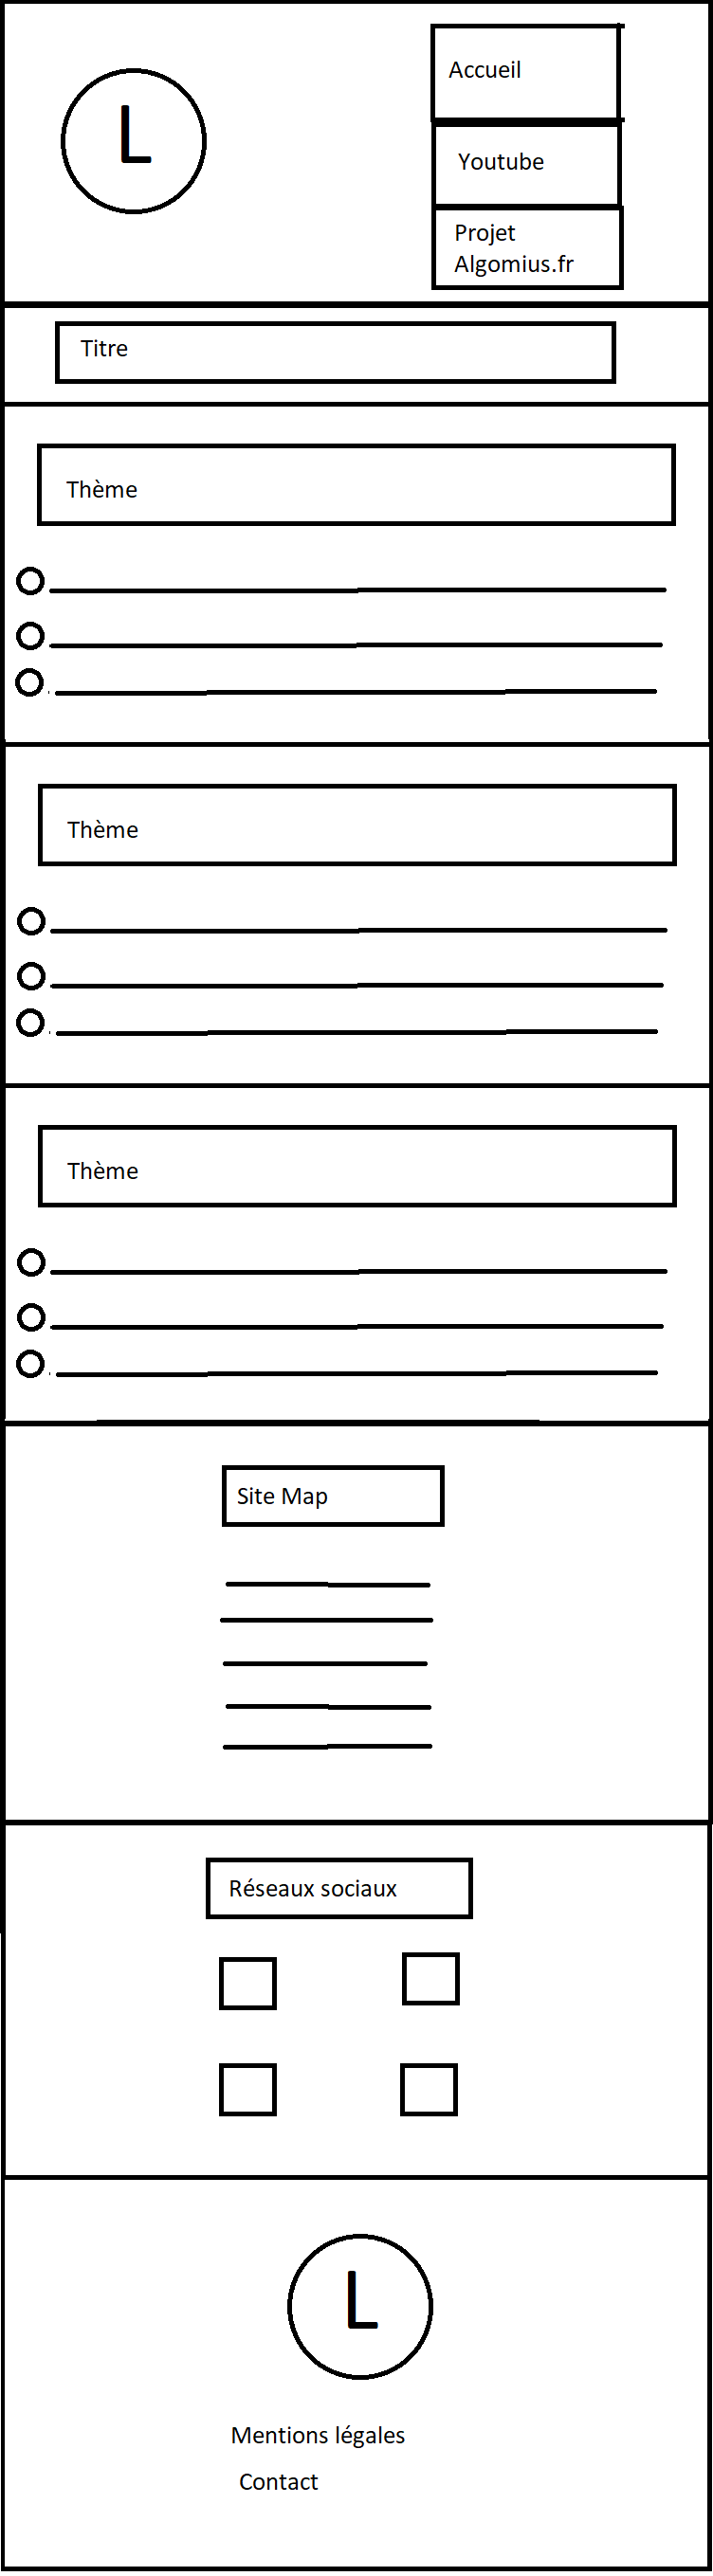 L
Accueil
Youtube
Projet
Algomius.fr
Titre
Thème
Thème
Thème
Site Map
Réseaux sociaux
L
Mentions légales
Contact